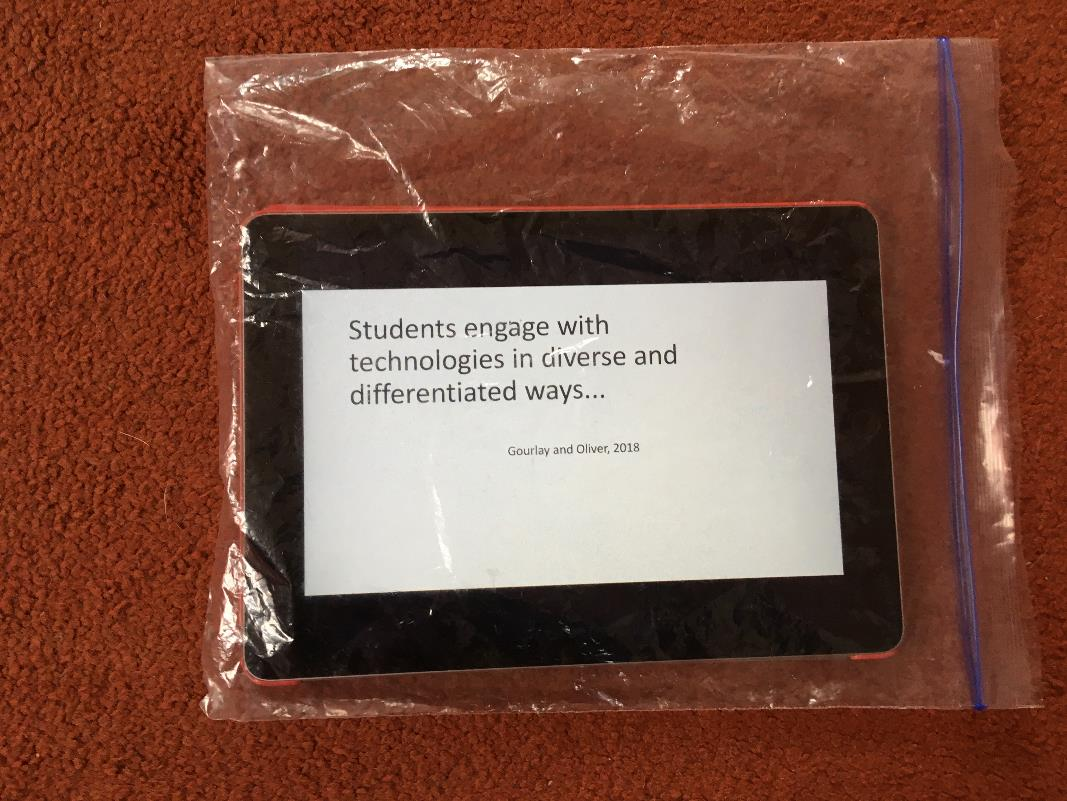 Students engage with
technologies in diverse and
differentiated ways...
Gourlay and Oliver, 2018